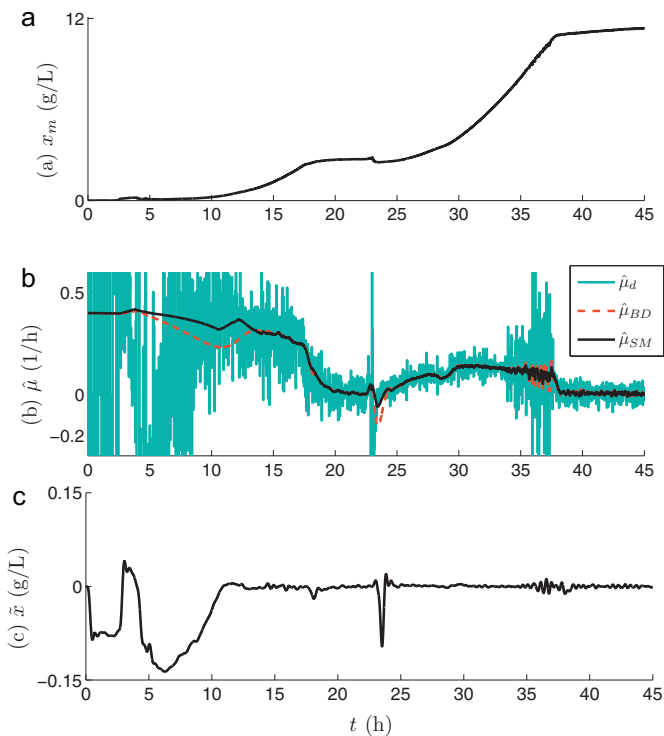 a
12
0
(a) x_m (g/L)
0 5 10 15 20 25 30 35 40 45
b
0.5
0
−0.2
(b) μ̂ (1/h)
μ̂_d
μ̂_BD
μ̂_SM
0 5 10 15 20 25 30 35 40 45
c
0.15
0
−0.15
(c) x̃ (g/L)
0 5 10 15 20 25 30 35 40 45
t (h)